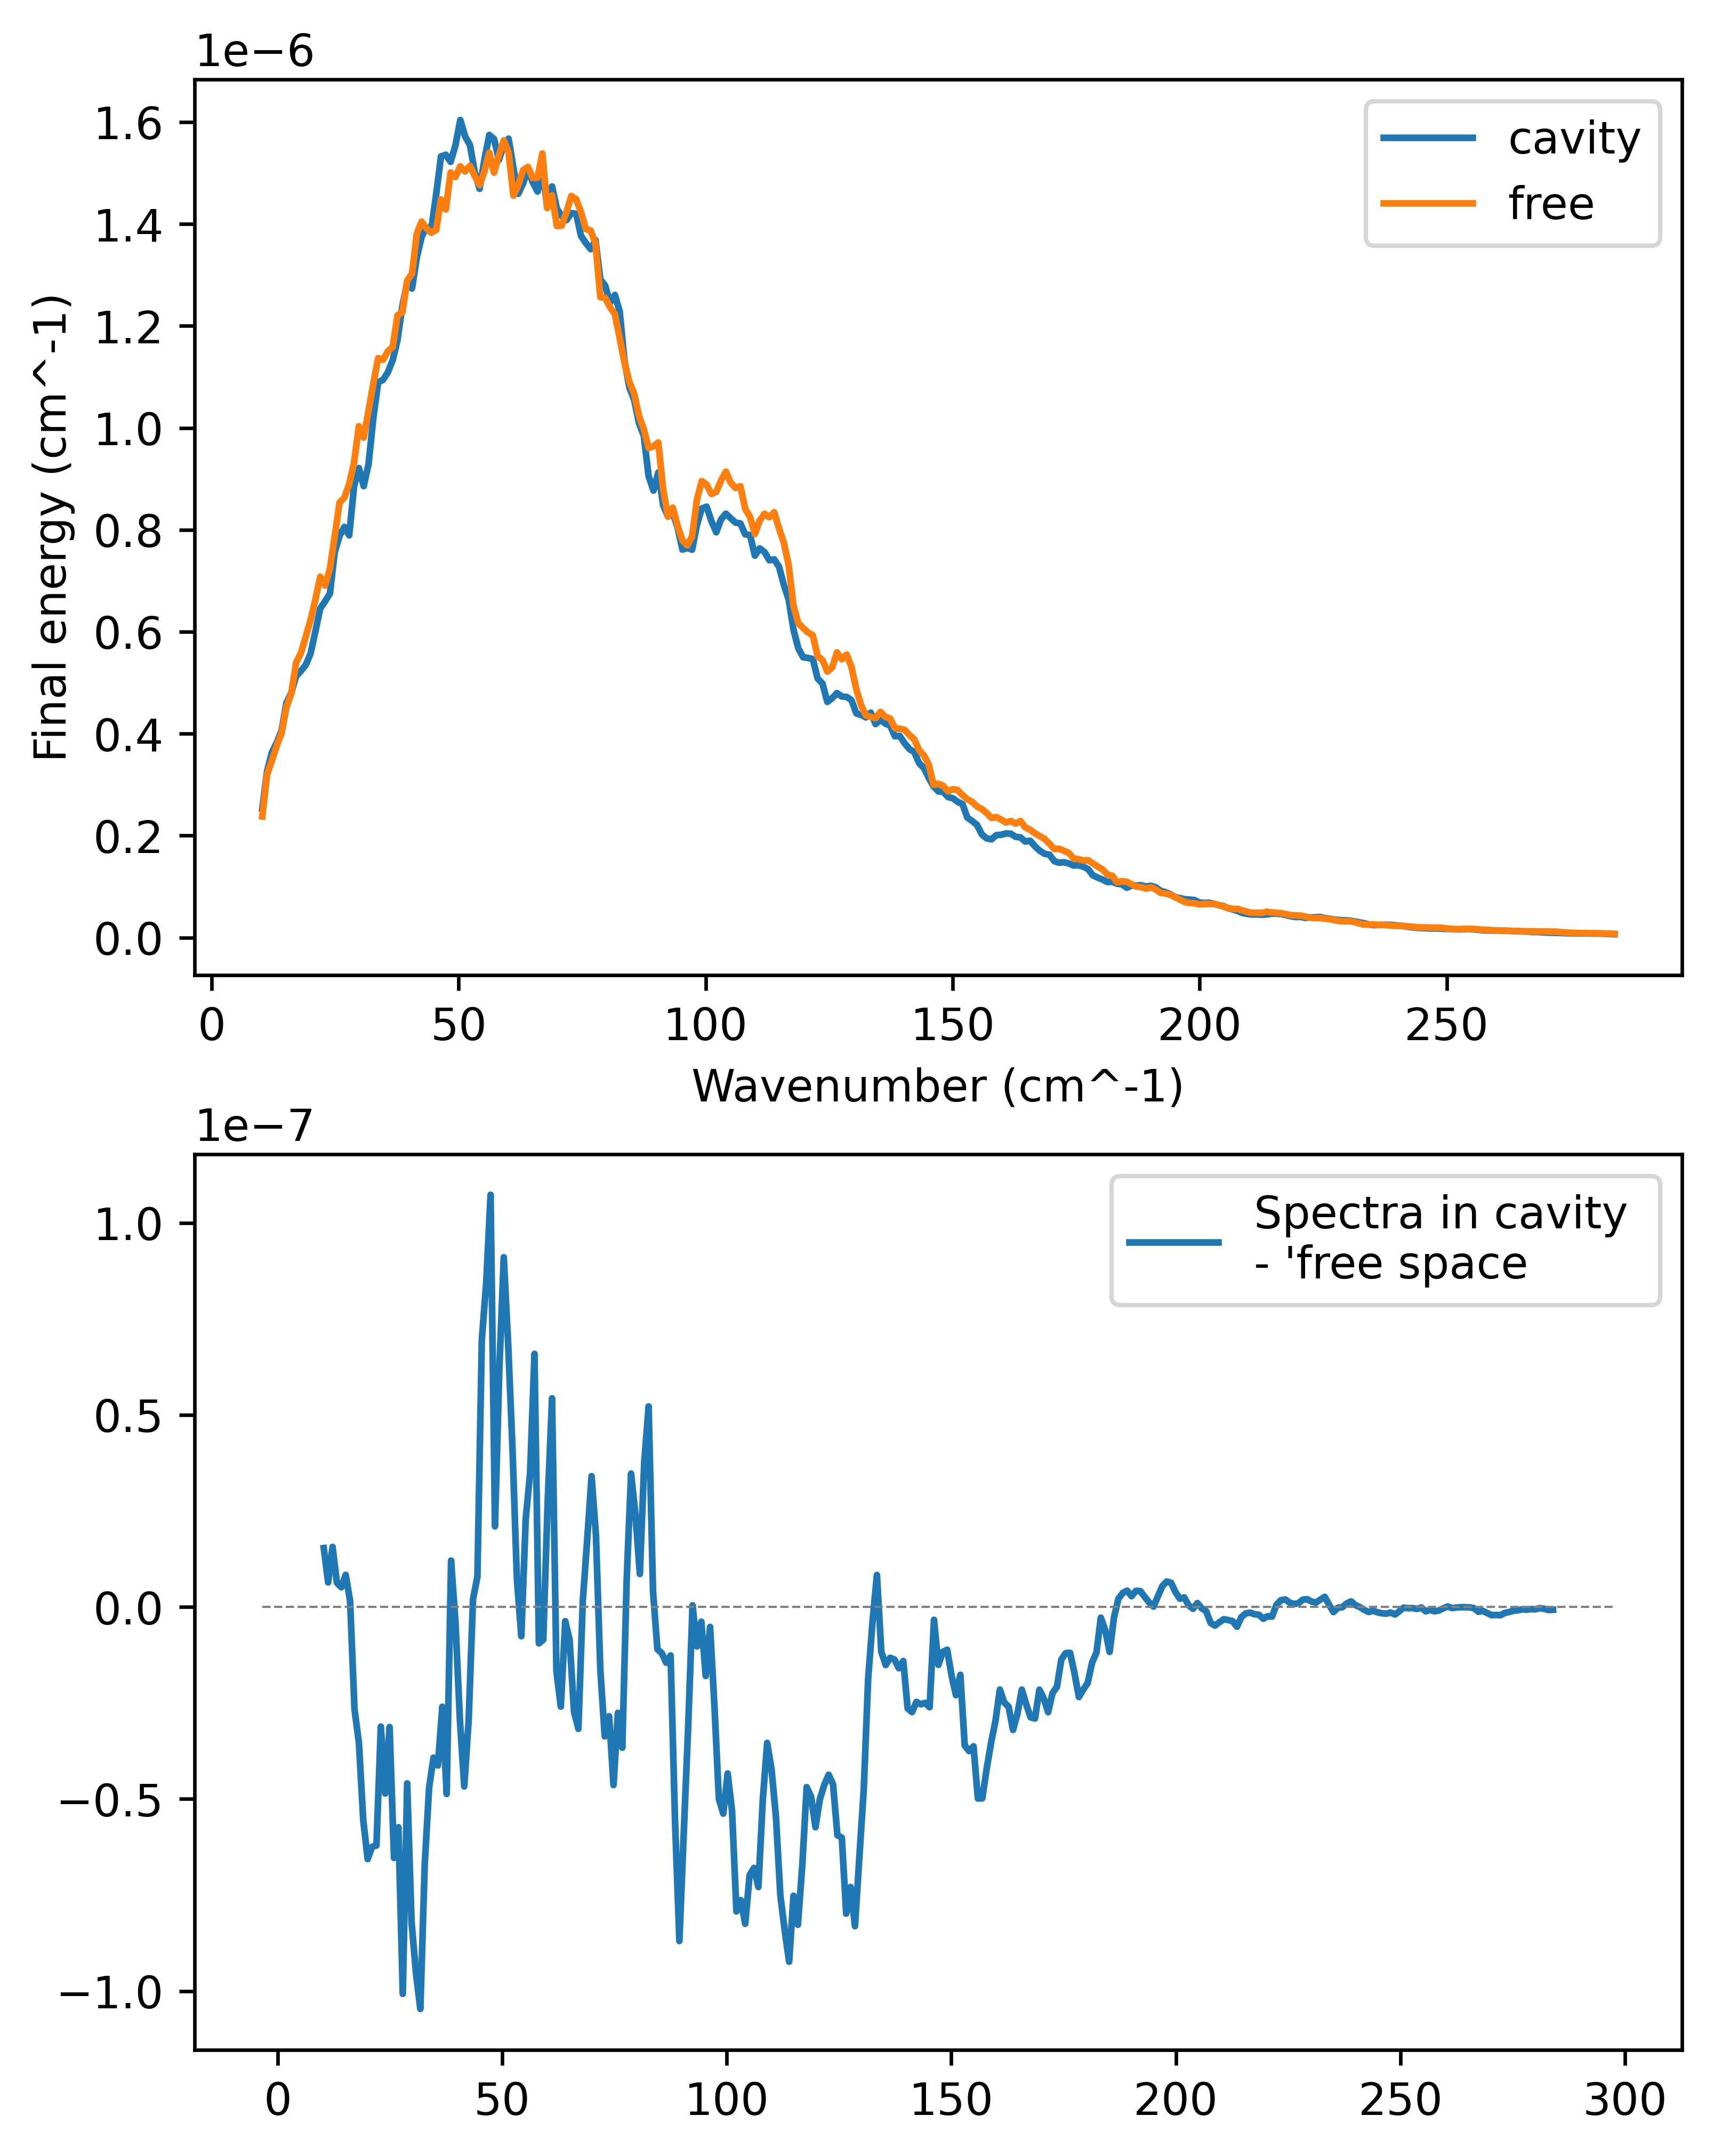 1e−6
1.6
1.4
1.2
1.0
0.8
0.6
0.4
0.2
0.0
Final energy (cm^-1)
cavity
free
0 50 100 150 200 250
Wavenumber (cm^-1)
1e−7
1.0
0.5
0.0
−0.5
−1.0
Spectra in cavity
- 'free space
0 50 100 150 200 250 300